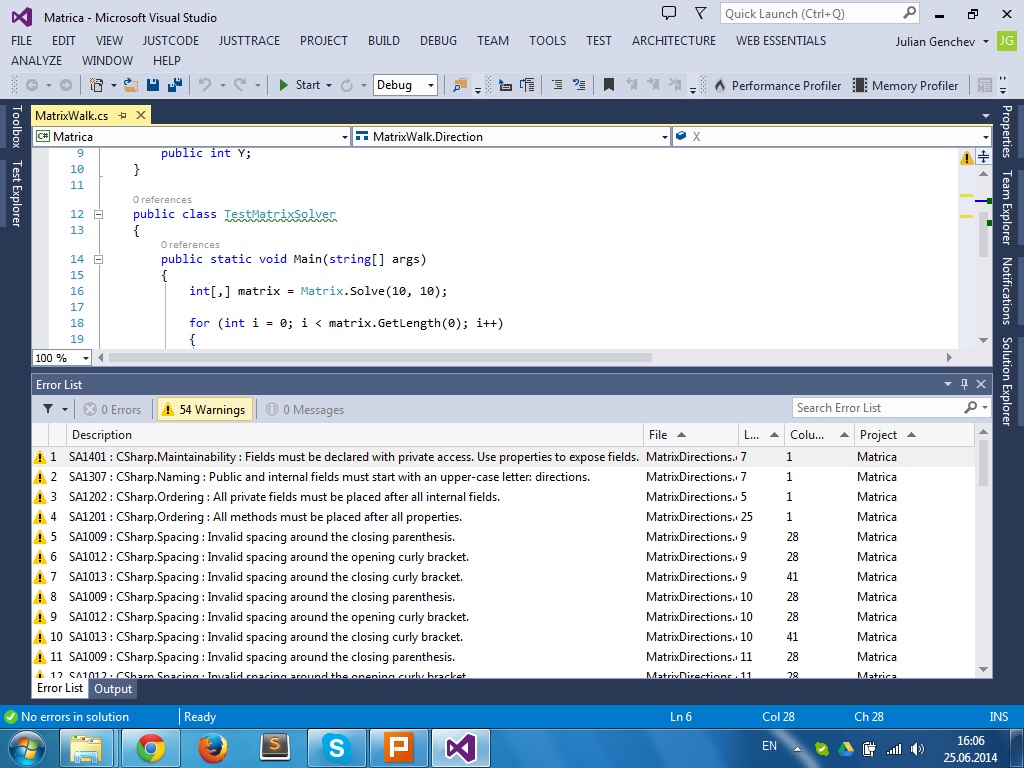 Matrica - Microsoft Visual Studio
Quick Launch (Ctrl+Q)
FILE EDIT VIEW JUSTCODE JUSTTRACE PROJECT BUILD DEBUG TEAM TOOLS TEST ARCHITECTURE WEB ESSENTIALS
Julian Genchev JG
ANALYZE WINDOW HELP
Start Debug Performance Profiler Memory Profiler
Toolbox
Test Explorer
MatrixWalk.cs
C# Matrica MatrixWalk.Direction X
9 public int Y;
10 }
11
0 references
12 public class TestMatrixSolver
13 {
0 references
14 public static void Main(string[] args)
15 {
16 int[,] matrix = Matrix.Solve(10, 10);
17
18 for (int i = 0; i < matrix.GetLength(0); i++)
19 {
100 %
Properties
Team Explorer
Notifications
Solution Explorer
Error List
0 Errors 54 Warnings 0 Messages
Search Error List
Description File L... Colu... Project
1 SA1401 : CSharp.Maintainability : Fields must be declared with private access. Use properties to expose fields. MatrixDirections. 7 1 Matrica
2 SA1307 : CSharp.Naming : Public and internal fields must start with an upper-case letter: directions. MatrixDirections. 7 1 Matrica
3 SA1202 : CSharp.Ordering : All private fields must be placed after all internal fields. MatrixDirections. 5 1 Matrica
4 SA1201 : CSharp.Ordering : All methods must be placed after all properties. MatrixDirections. 25 1 Matrica
5 SA1009 : CSharp.Spacing : Invalid spacing around the closing parenthesis. MatrixDirections. 9 28 Matrica
6 SA1012 : CSharp.Spacing : Invalid spacing around the opening curly bracket. MatrixDirections. 9 28 Matrica
7 SA1013 : CSharp.Spacing : Invalid spacing around the closing curly bracket. MatrixDirections. 9 41 Matrica
8 SA1009 : CSharp.Spacing : Invalid spacing around the closing parenthesis. MatrixDirections. 10 28 Matrica
9 SA1012 : CSharp.Spacing : Invalid spacing around the opening curly bracket. MatrixDirections. 10 28 Matrica
10 SA1013 : CSharp.Spacing : Invalid spacing around the closing curly bracket. MatrixDirections. 10 41 Matrica
11 SA1009 : CSharp.Spacing : Invalid spacing around the closing parenthesis. MatrixDirections. 11 28 Matrica
12 SA1012 : CSharp.Spacing : Invalid spacing around the opening curly bracket. MatrixDirections. 11 28 Matrica
Error List Output
No errors in solution Ready Ln 6 Col 28 Ch 28 INS
EN 16:06
25.06.2014